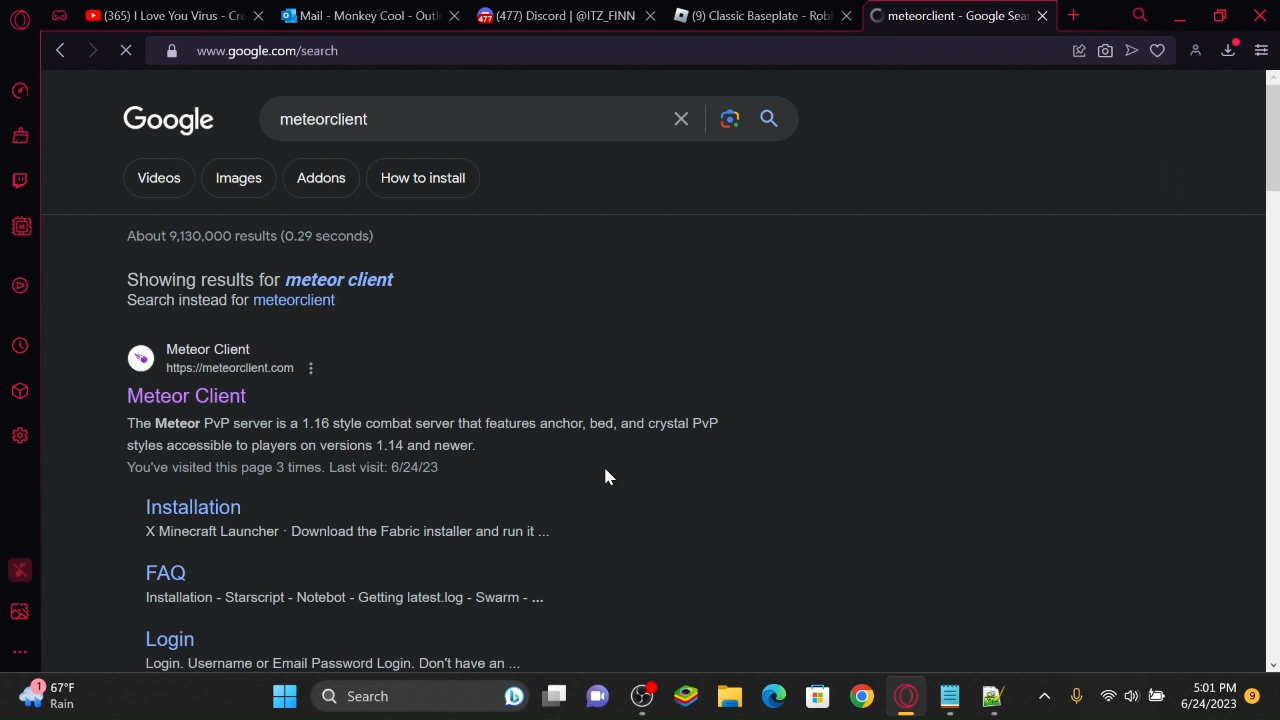 (365) I Love You Virus - Cre
Mail - Monkey Cool - Outl
477
(477) Discord | @ITZ_FINN
(9) Classic Baseplate - Robl
meteorclient - Google Sear
www.google.com/search
Google
meteorclient
Videos
Images
Addons
How to install
About 9,130,000 results (0.29 seconds)
Showing results for meteor client
Search instead for meteorclient
Meteor Client
https://meteorclient.com
Meteor Client
The Meteor PvP server is a 1.16 style combat server that features anchor, bed, and crystal PvP
styles accessible to players on versions 1.14 and newer.
You've visited this page 3 times. Last visit: 6/24/23
Installation
X Minecraft Launcher · Download the Fabric installer and run it ...
FAQ
Installation - Starscript - Notebot - Getting latest.log - Swarm - ...
Login
Login. Username or Email Password Login. Don't have an ...
1
67°F
Rain
Search
5:01 PM
6/24/2023
9